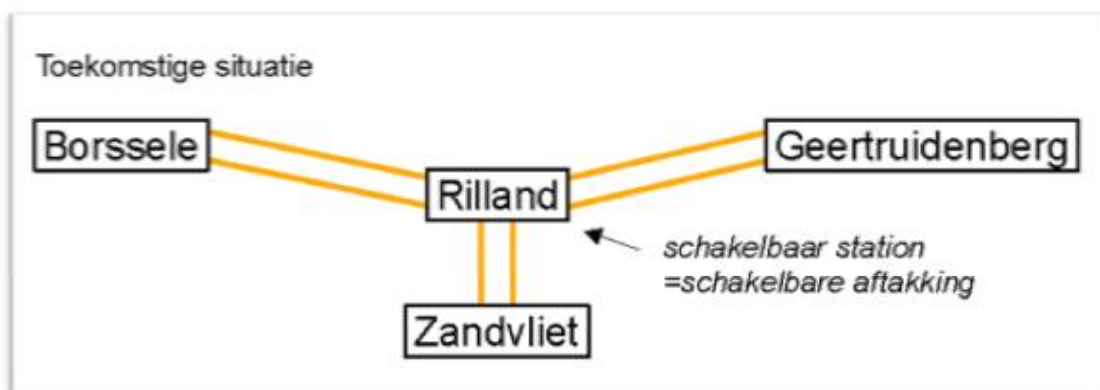 Toekomstige situatie
Borssele
Geertruidenberg
Rilland
schakelbaar station
=schakelbare aftakking
Zandvliet